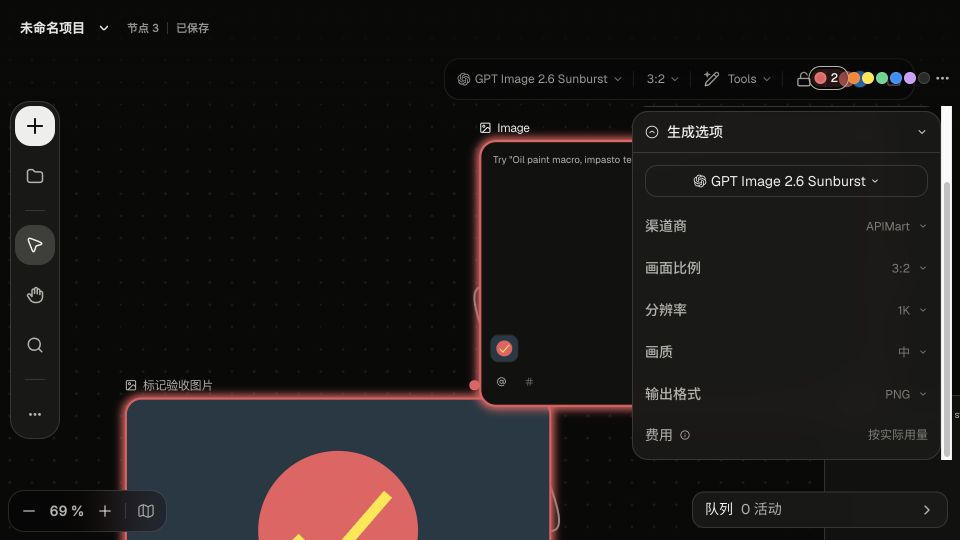 未命名项目 节点 3 已保存
GPT Image 2.6 Sunburst 3:2 Tools 2
Image
Try "Oil paint macro, impasto te
生成选项
GPT Image 2.6 Sunburst
渠道商 APIMart
画面比例 3:2
分辨率 1K
画质 中
输出格式 PNG
费用 按实际用量
@ #
标记验收图片
69 %
队列 0 活动